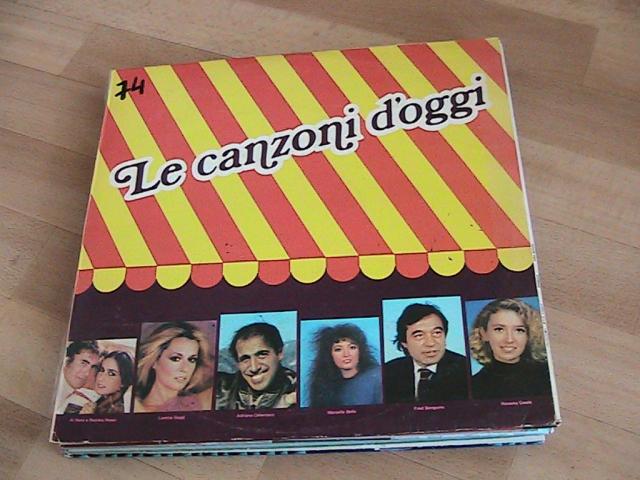 74
Le canzoni d'oggi
Al Bano e Romina Power
Loretta Goggi
Adriano Celentano
Marcella Bella
Fred Bongusto
Rossana Casale